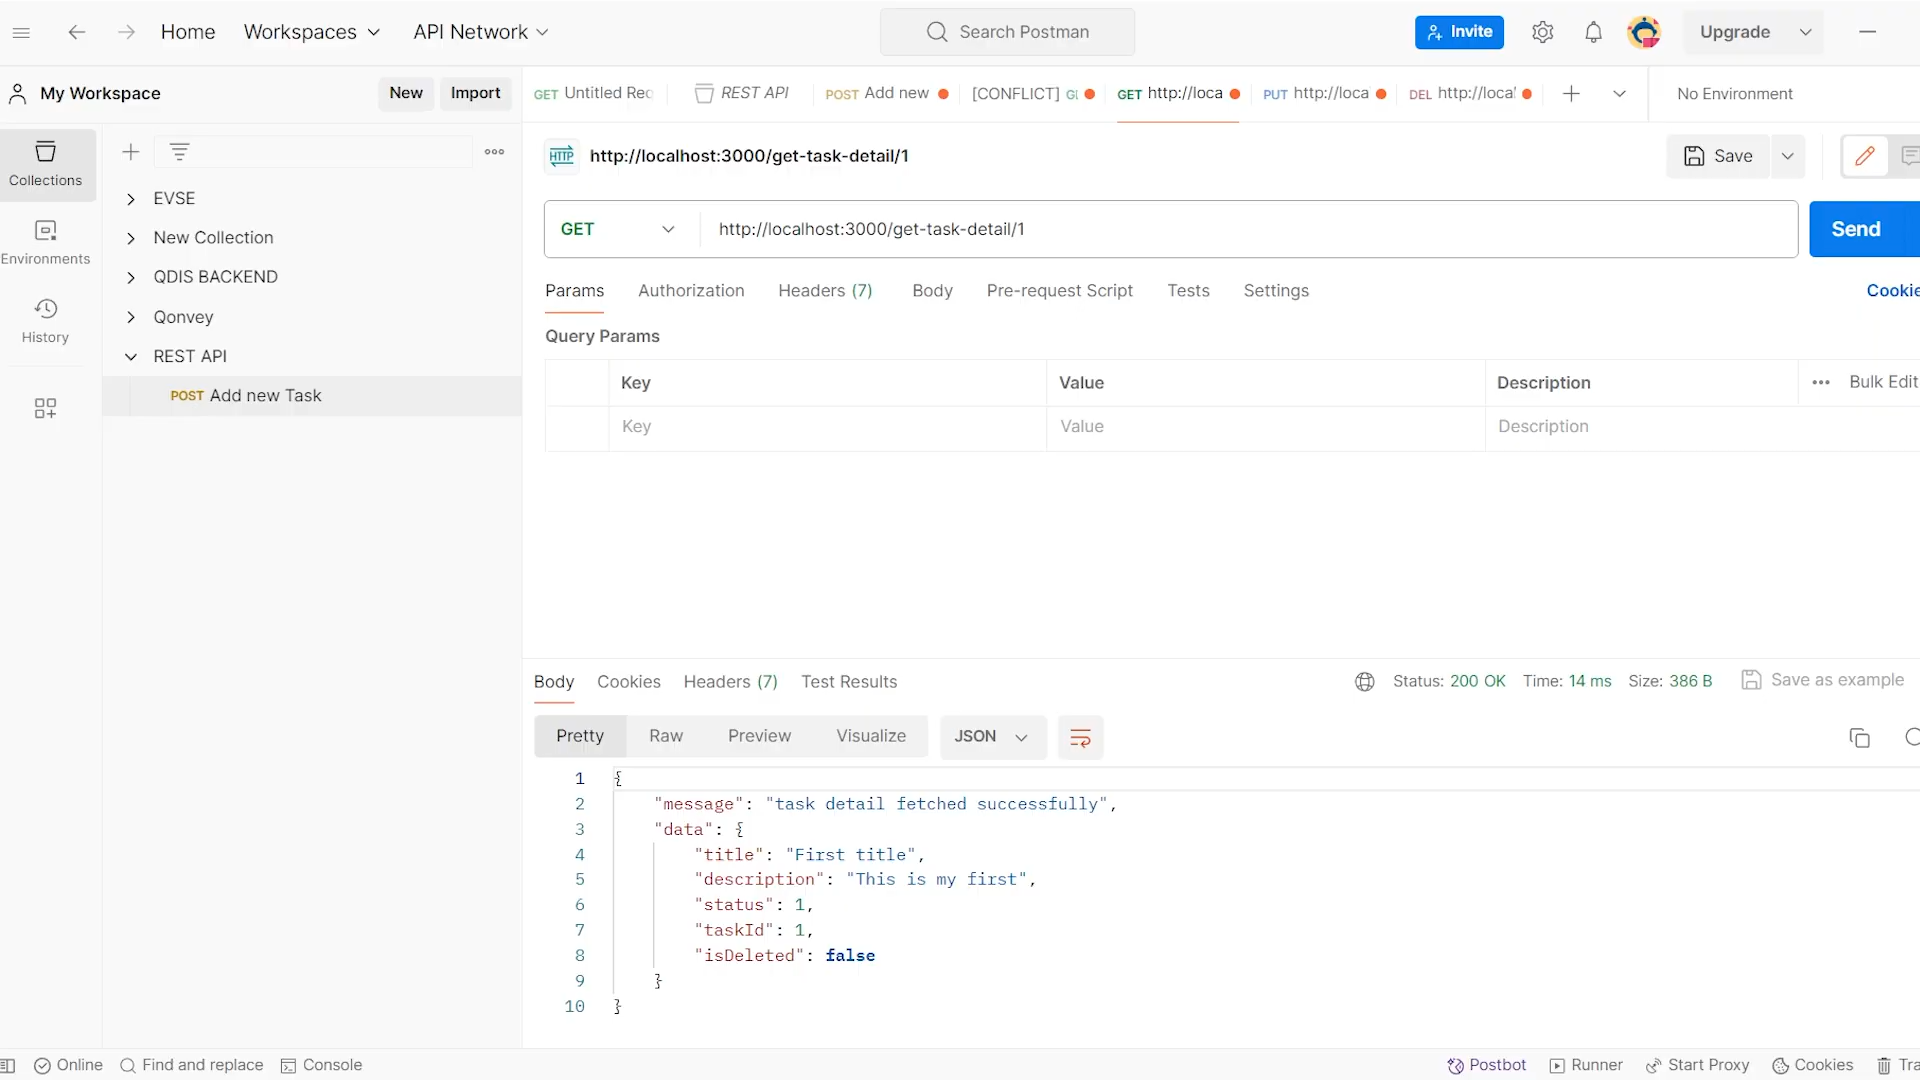 Home Workspaces API Network Search Postman Invite Upgrade
My Workspace New Import GET Untitled Rec REST API POST Add new [CONFLICT] GET http://loca PUT http://loca DEL http://local No Environment
Collections
Environments
History
EVSE
New Collection
QDIS BACKEND
Qonvey
REST API
POST Add new Task
HTTP http://localhost:3000/get-task-detail/1 Save
GET http://localhost:3000/get-task-detail/1 Send
Params Authorization Headers (7) Body Pre-request Script Tests Settings Cookie
Query Params
Key Value Description Bulk Edit
Key Value Description
Body Cookies Headers (7) Test Results Status: 200 OK Time: 14 ms Size: 386 B Save as example
Pretty Raw Preview Visualize JSON
1 {
2 "message": "task detail fetched successfully",
3 "data": {
4 "title": "First title",
5 "description": "This is my first",
6 "status": 1,
7 "taskId": 1,
8 "isDeleted": false
9 }
10 }
Online Find and replace Console Postbot Runner Start Proxy Cookies Tra